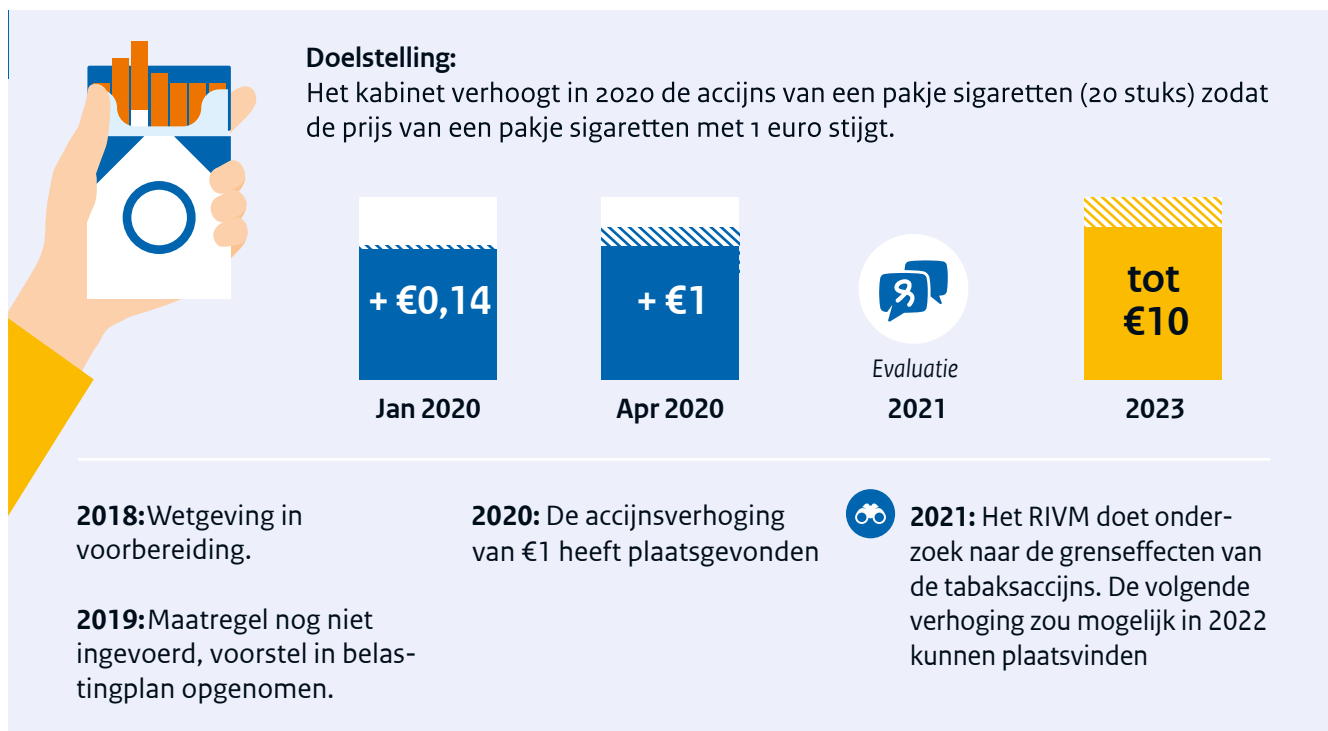 Doelstelling:
Het kabinet verhoogt in 2020 de accijns van een pakje sigaretten (20 stuks) zodat
de prijs van een pakje sigaretten met 1 euro stijgt.
+ €0,14
Jan 2020
+ €1
Apr 2020
Evaluatie
2021
tot
€10
2023
2018: Wetgeving in
voorbereiding.
2019: Maatregel nog niet
ingevoerd, voorstel in belas-
tingplan opgenomen.
2020: De accijnsverhoging
van €1 heeft plaatsgevonden
2021: Het RIVM doet onder-
zoek naar de grenseffecten van
de tabaksaccijns. De volgende
verhoging zou mogelijk in 2022
kunnen plaatsvinden